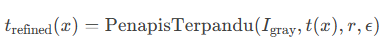 t_refined(x) = PenapisTerpandu(I_gray, t(x), r, ϵ)